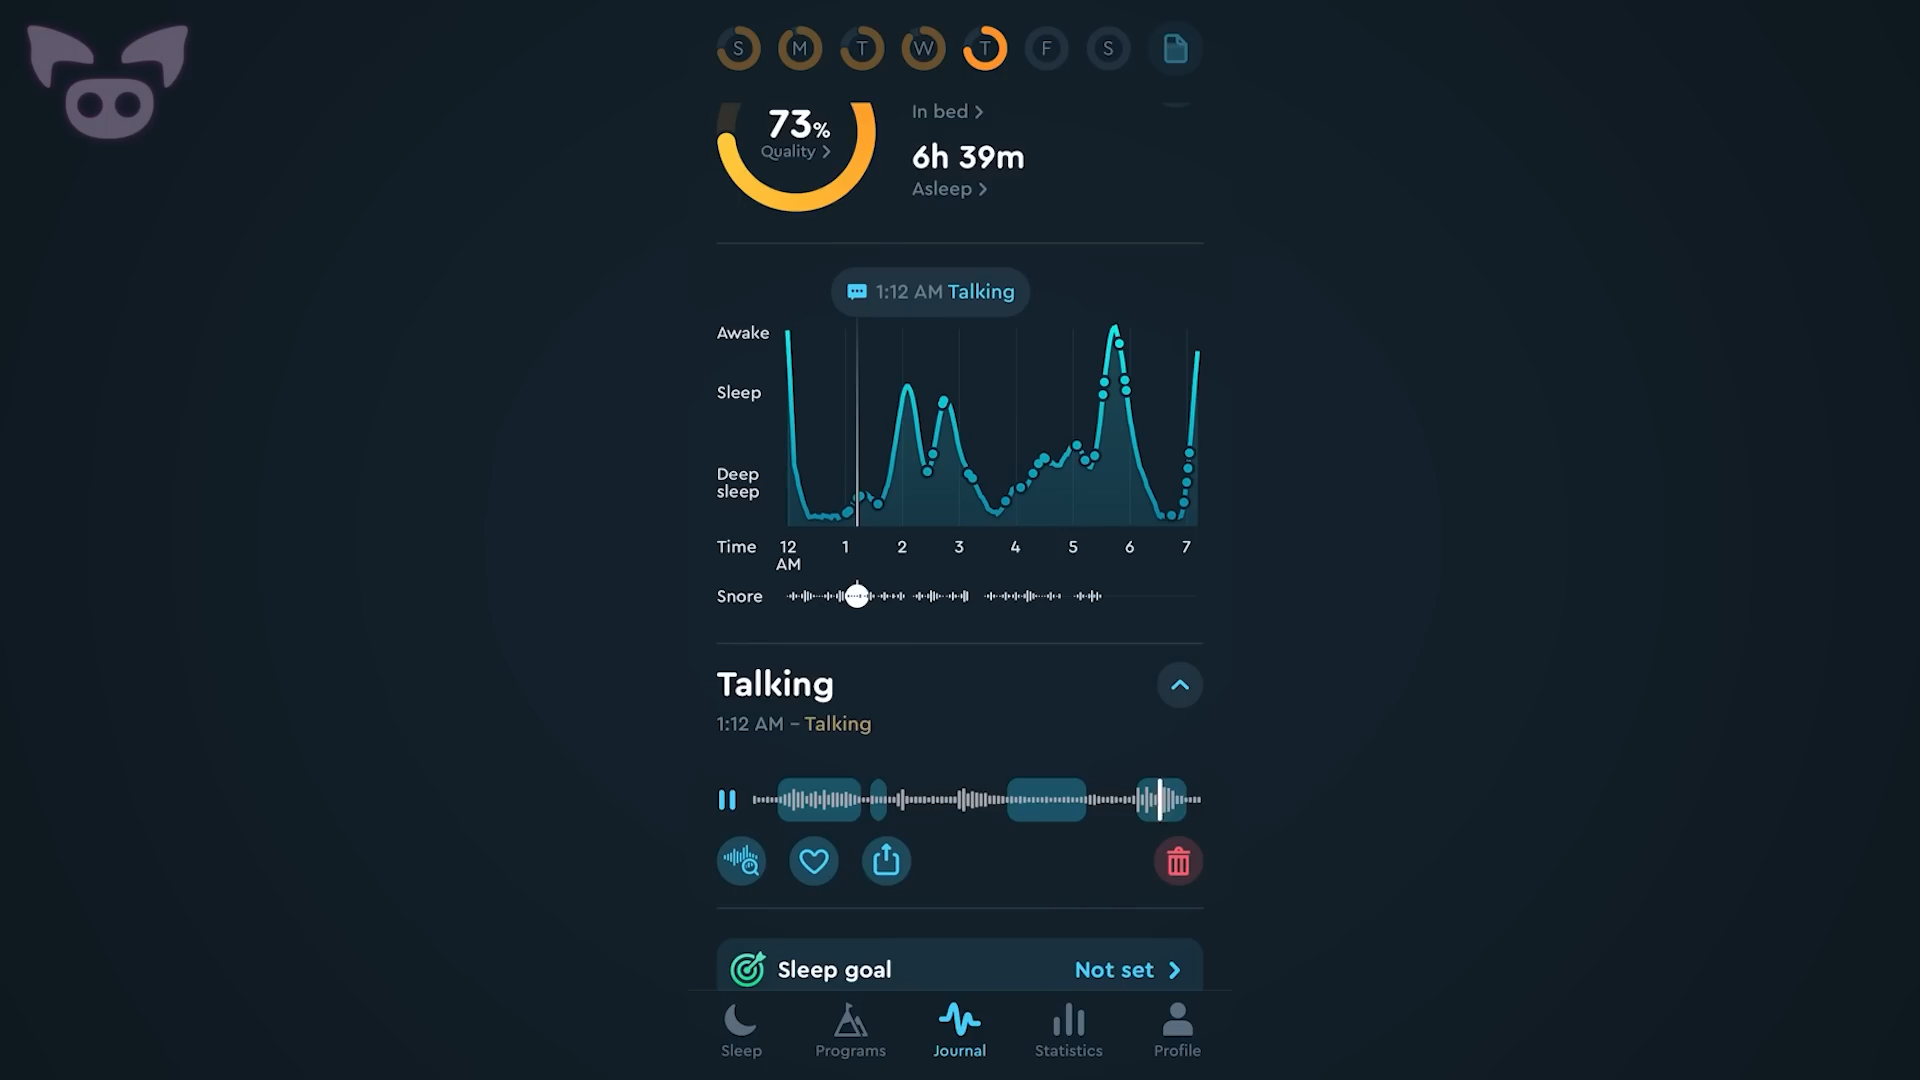 S M T W T F S
73%
Quality
In bed
6h 39m
Asleep
1:12 AM Talking
Awake
Sleep
Deep
sleep
Time 12 1 2 3 4 5 6 7
AM
Snore
Talking
1:12 AM – Talking
Sleep goal Not set
Sleep Programs Journal Statistics Profile